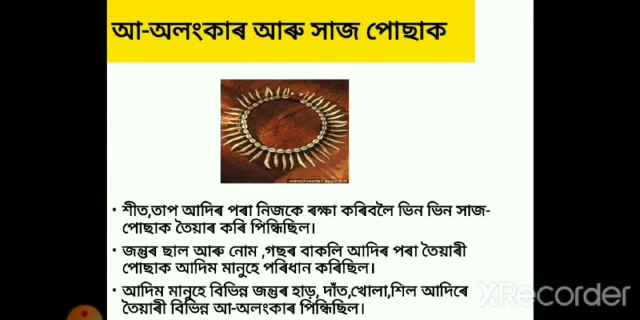 আ-অলংকাৰ আৰু সাজ পোছাক
• শীত,তাপ আদিৰ পৰা নিজকে ৰক্ষা কৰিবলৈ ভিন ভিন সাজ-
পোছাক তৈয়াৰ কৰি পিন্ধিছিল।
• জন্তুৰ ছাল আৰু নোম ,গছৰ বাকলি আদিৰ পৰা তৈয়াৰী
পোছাক আদিম মানুহে পৰিধান কৰিছিল।
• আদিম মানুহে বিভিন্ন জন্তুৰ হাড়, দাঁত,খোলা,শিল আদিৰে
তৈয়াৰী বিভিন্ন আ-অলংকাৰ পিন্ধিছিল।
XRecorder